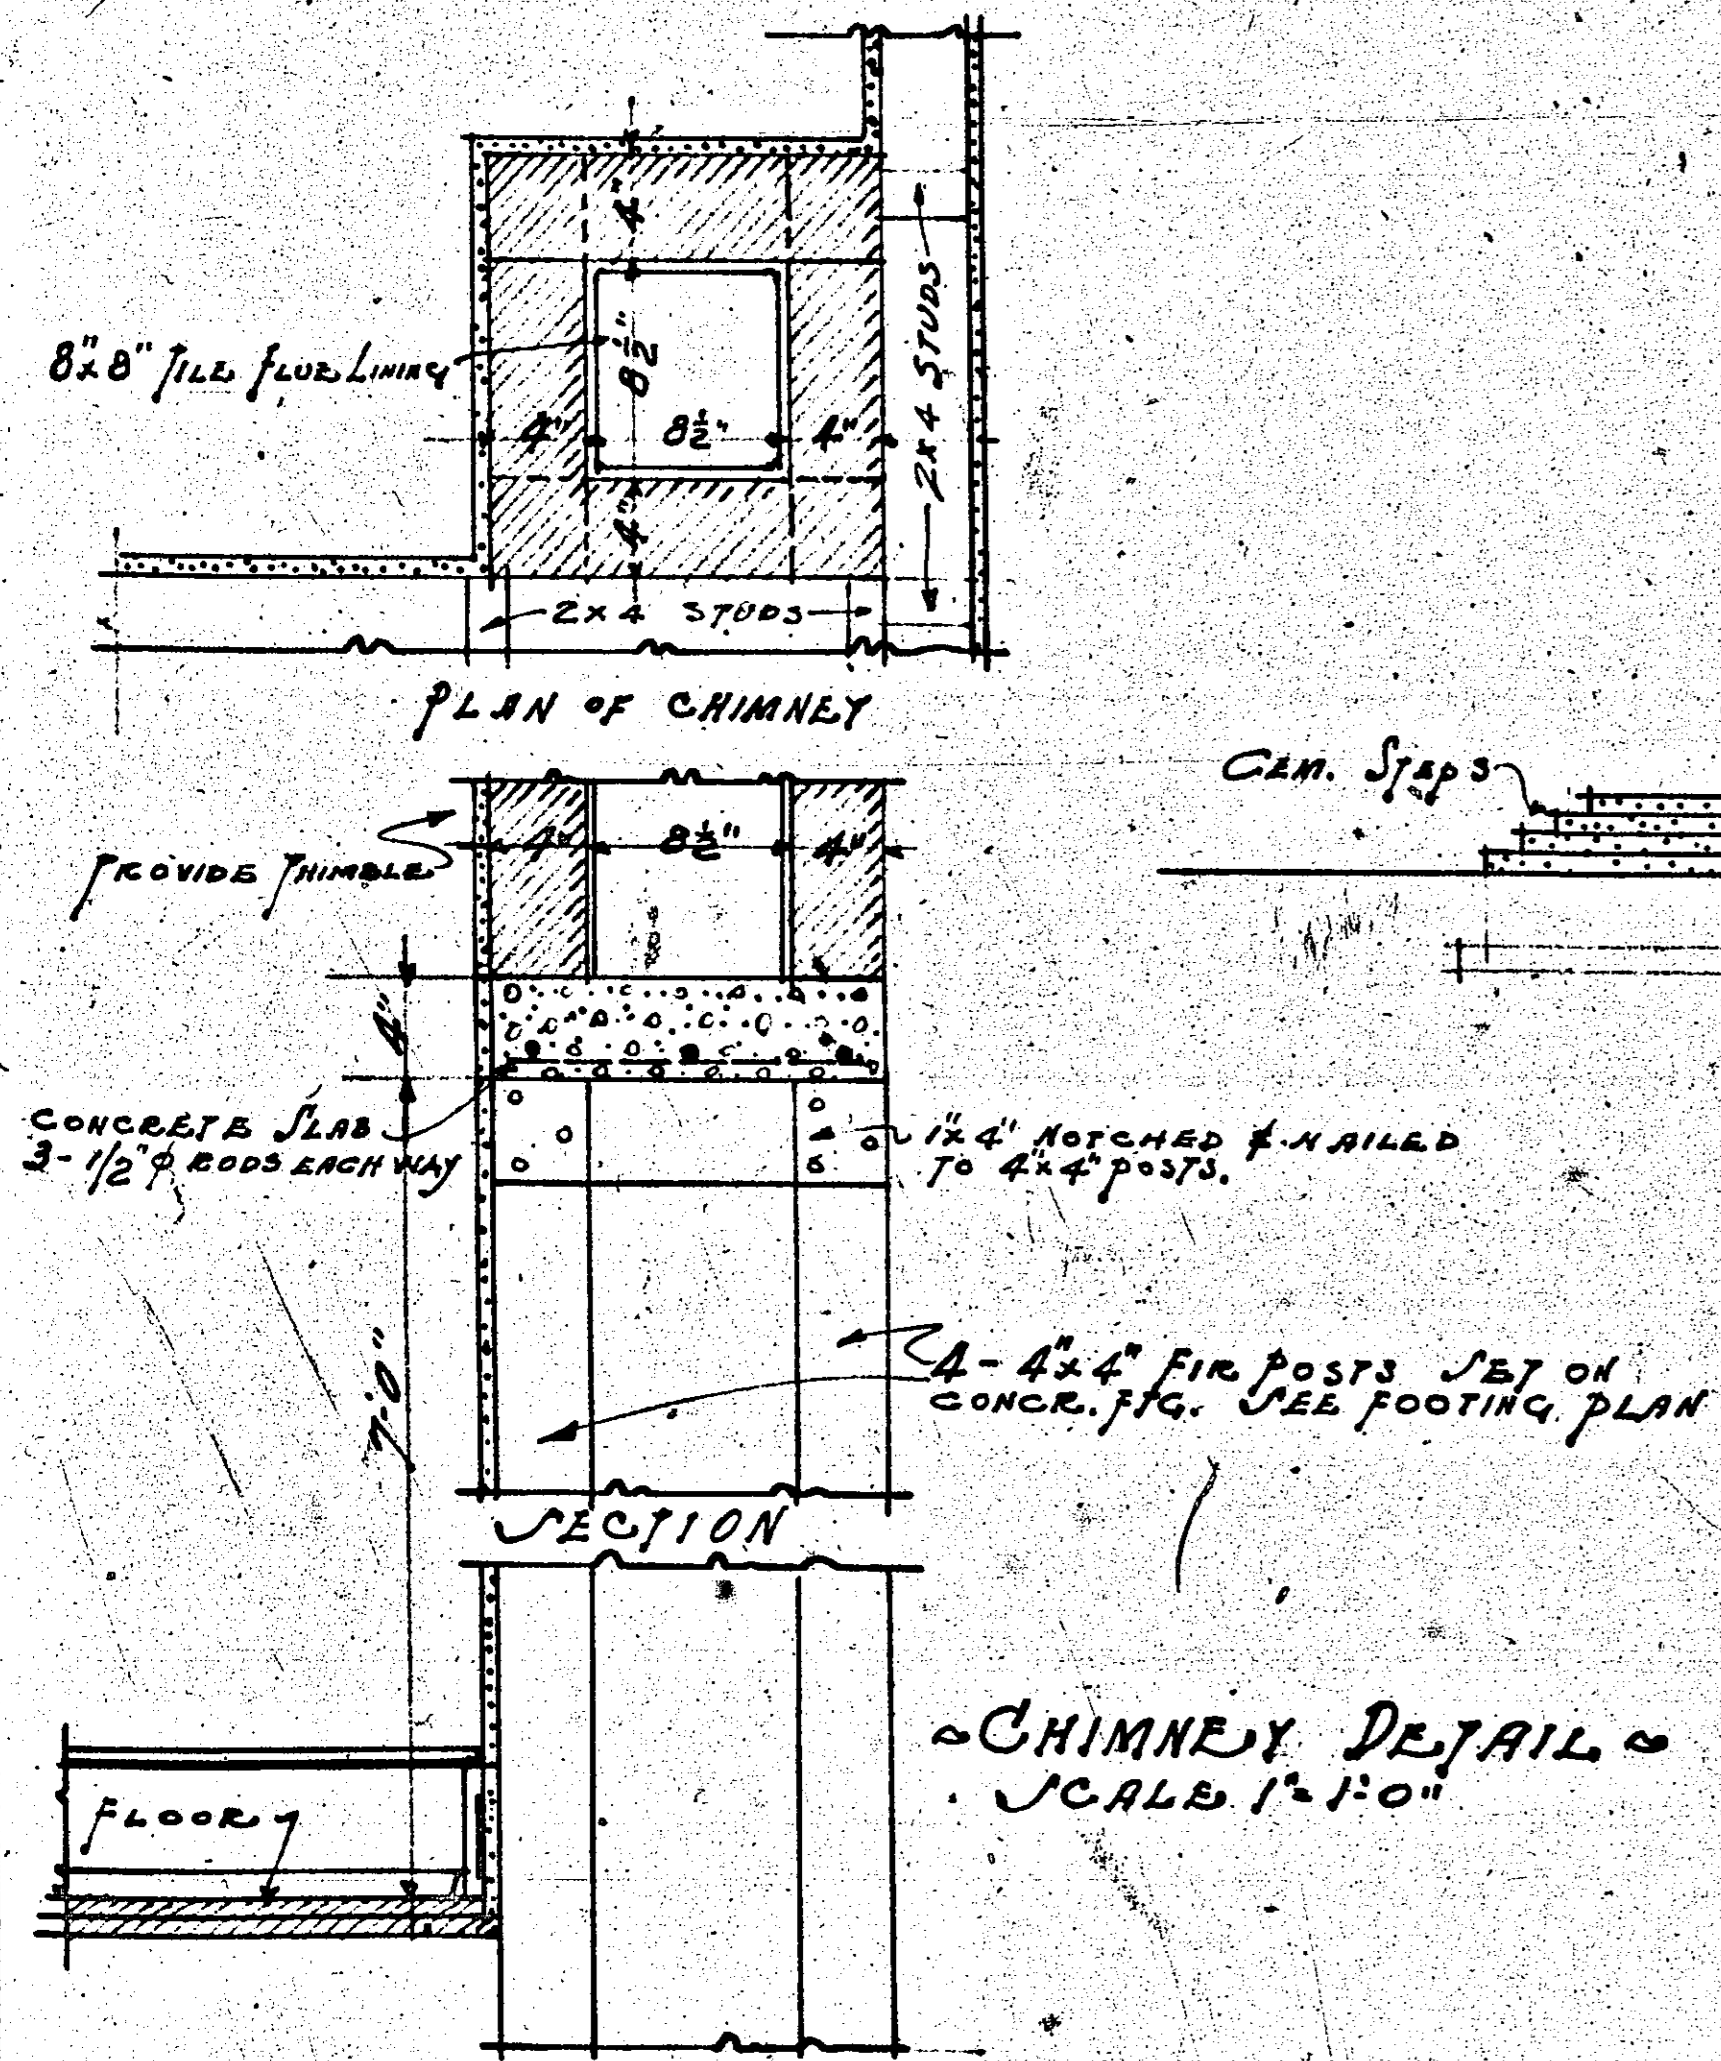 4"
8"x8" TILE FLUE LINING
8½"
4" 8½" 4"
4"
2x4 STUDS
2x4 STUDS
PLAN OF CHIMNEY
CEM. STEPS
4" 8½" 4"
PROVIDE THIMBLE
4"
CONCRETE SLAB
3-1/2"φ RODS EACH WAY
1"x4" NOTCHED & NAILED
TO 4"x4" POSTS.
7'-0"
4-4"x4" FIR POSTS SET ON
CONCR. FTG. SEE FOOTING PLAN
SECTION
~CHIMNEY DETAIL~
SCALE 1"=1'-0"
FLOOR